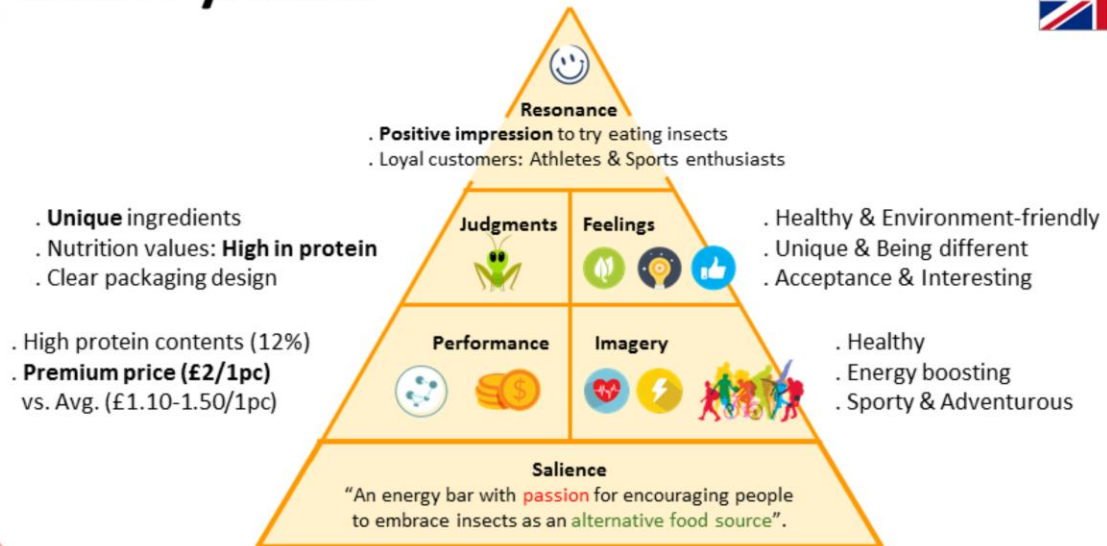 Resonance
. Positive impression to try eating insects
. Loyal customers: Athletes & Sports enthusiasts
. Unique ingredients
. Nutrition values: High in protein
. Clear packaging design
Judgments
Feelings
. Healthy & Environment-friendly
. Unique & Being different
. Acceptance & Interesting
. High protein contents (12%)
. Premium price (£2/1pc)
vs. Avg. (£1.10-1.50/1pc)
Performance
Imagery
. Healthy
. Energy boosting
. Sporty & Adventurous
Salience
“An energy bar with passion for encouraging people
to embrace insects as an alternative food source”.